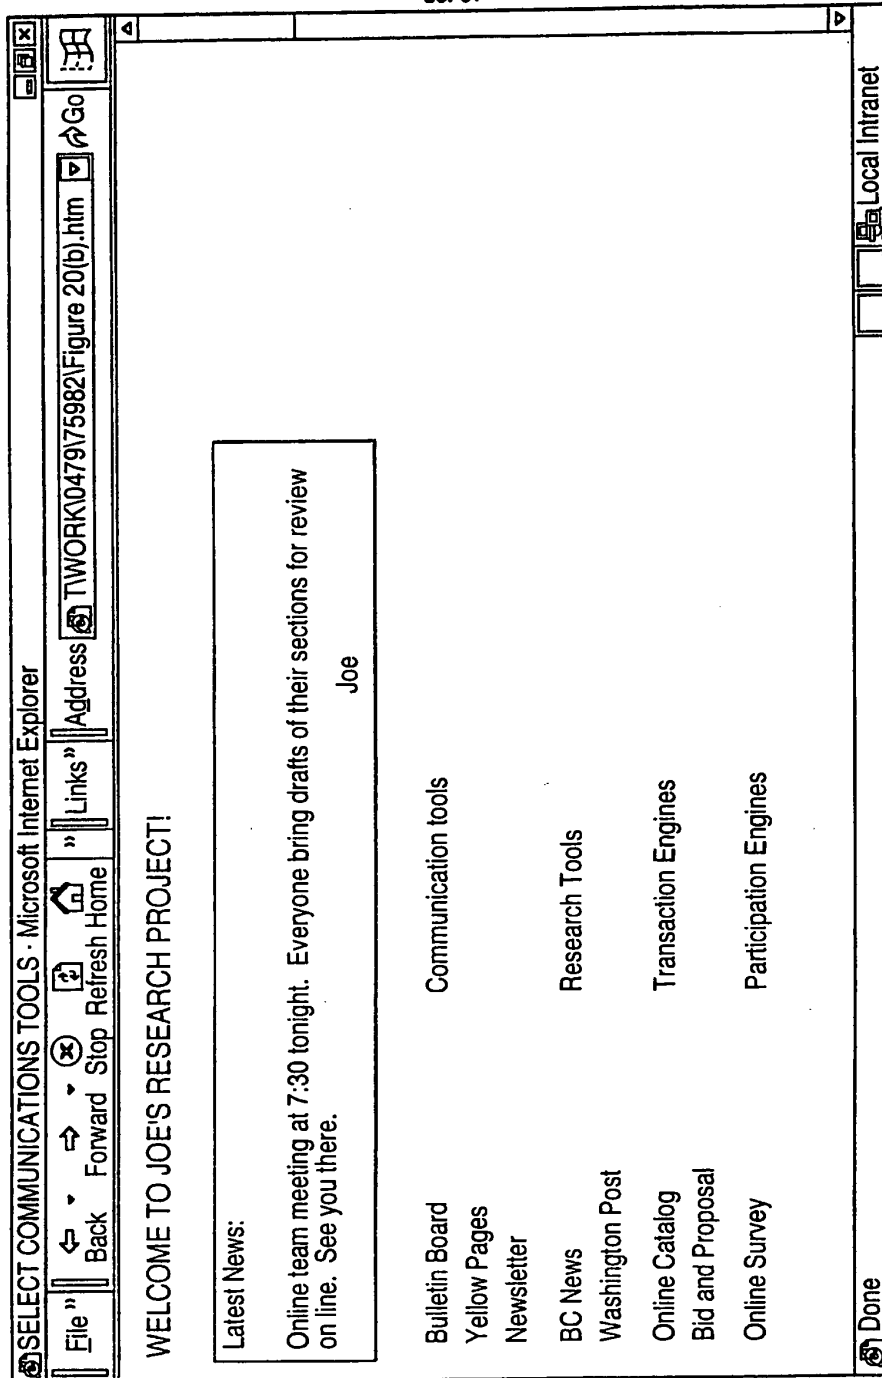 SELECT COMMUNICATIONS TOOLS - Microsoft Internet Explorer
File » Back Forward Stop Refresh Home » Links » Address T\WORK\0479\75982\Figure 20(b).htm Go
WELCOME TO JOE'S RESEARCH PROJECT!
Latest News:
Online team meeting at 7:30 tonight. Everyone bring drafts of their sections for review
on line. See you there.
Joe
Bulletin Board Communication tools
Yellow Pages
Newsletter
BC News Research Tools
Washington Post
Online Catalog Transaction Engines
Bid and Proposal
Online Survey Participation Engines
Done Local Intranet